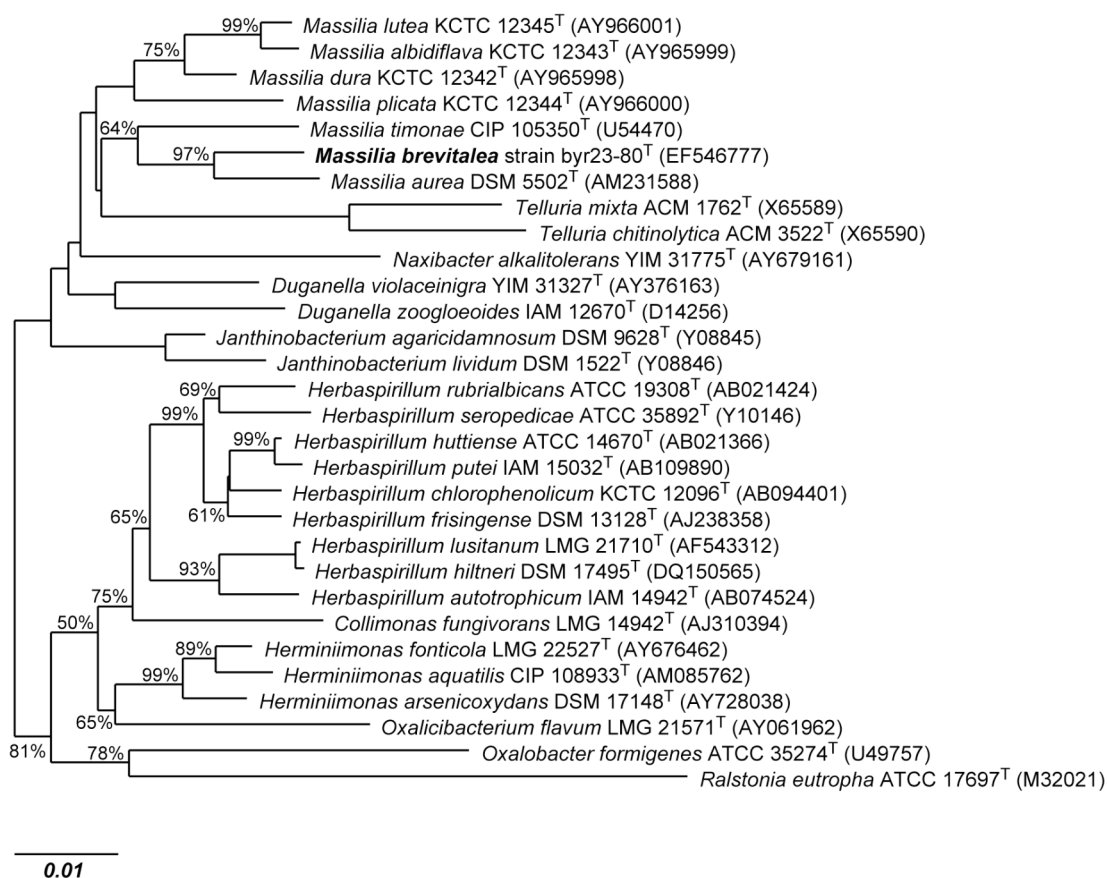 99% Massilia lutea KCTC 12345T (AY966001)
75% Massilia albidiflava KCTC 12343T (AY965999)
Massilia dura KCTC 12342T (AY965998)
Massilia plicata KCTC 12344T (AY966000)
64% Massilia timonae CIP 105350T (U54470)
97% Massilia brevitalea strain byr23-80T (EF546777)
Massilia aurea DSM 5502T (AM231588)
Telluria mixta ACM 1762T (X65589)
Telluria chitinolytica ACM 3522T (X65590)
Naxibacter alkalitolerans YIM 31775T (AY679161)
Duganella violaceinigra YIM 31327T (AY376163)
Duganella zoogloeoides IAM 12670T (D14256)
Janthinobacterium agaricidamnosum DSM 9628T (Y08845)
Janthinobacterium lividum DSM 1522T (Y08846)
69% Herbaspirillum rubrialbicans ATCC 19308T (AB021424)
99% Herbaspirillum seropedicae ATCC 35892T (Y10146)
99% Herbaspirillum huttiense ATCC 14670T (AB021366)
Herbaspirillum putei IAM 15032T (AB109890)
Herbaspirillum chlorophenolicum KCTC 12096T (AB094401)
65% 61% Herbaspirillum frisingense DSM 13128T (AJ238358)
Herbaspirillum lusitanum LMG 21710T (AF543312)
93% Herbaspirillum hiltneri DSM 17495T (DQ150565)
75% Herbaspirillum autotrophicum IAM 14942T (AB074524)
50% Collimonas fungivorans LMG 14942T (AJ310394)
89% Herminiimonas fonticola LMG 22527T (AY676462)
99% Herminiimonas aquatilis CIP 108933T (AM085762)
Herminiimonas arsenicoxydans DSM 17148T (AY728038)
65% Oxalicibacterium flavum LMG 21571T (AY061962)
81% 78% Oxalobacter formigenes ATCC 35274T (U49757)
Ralstonia eutropha ATCC 17697T (M32021)
0.01